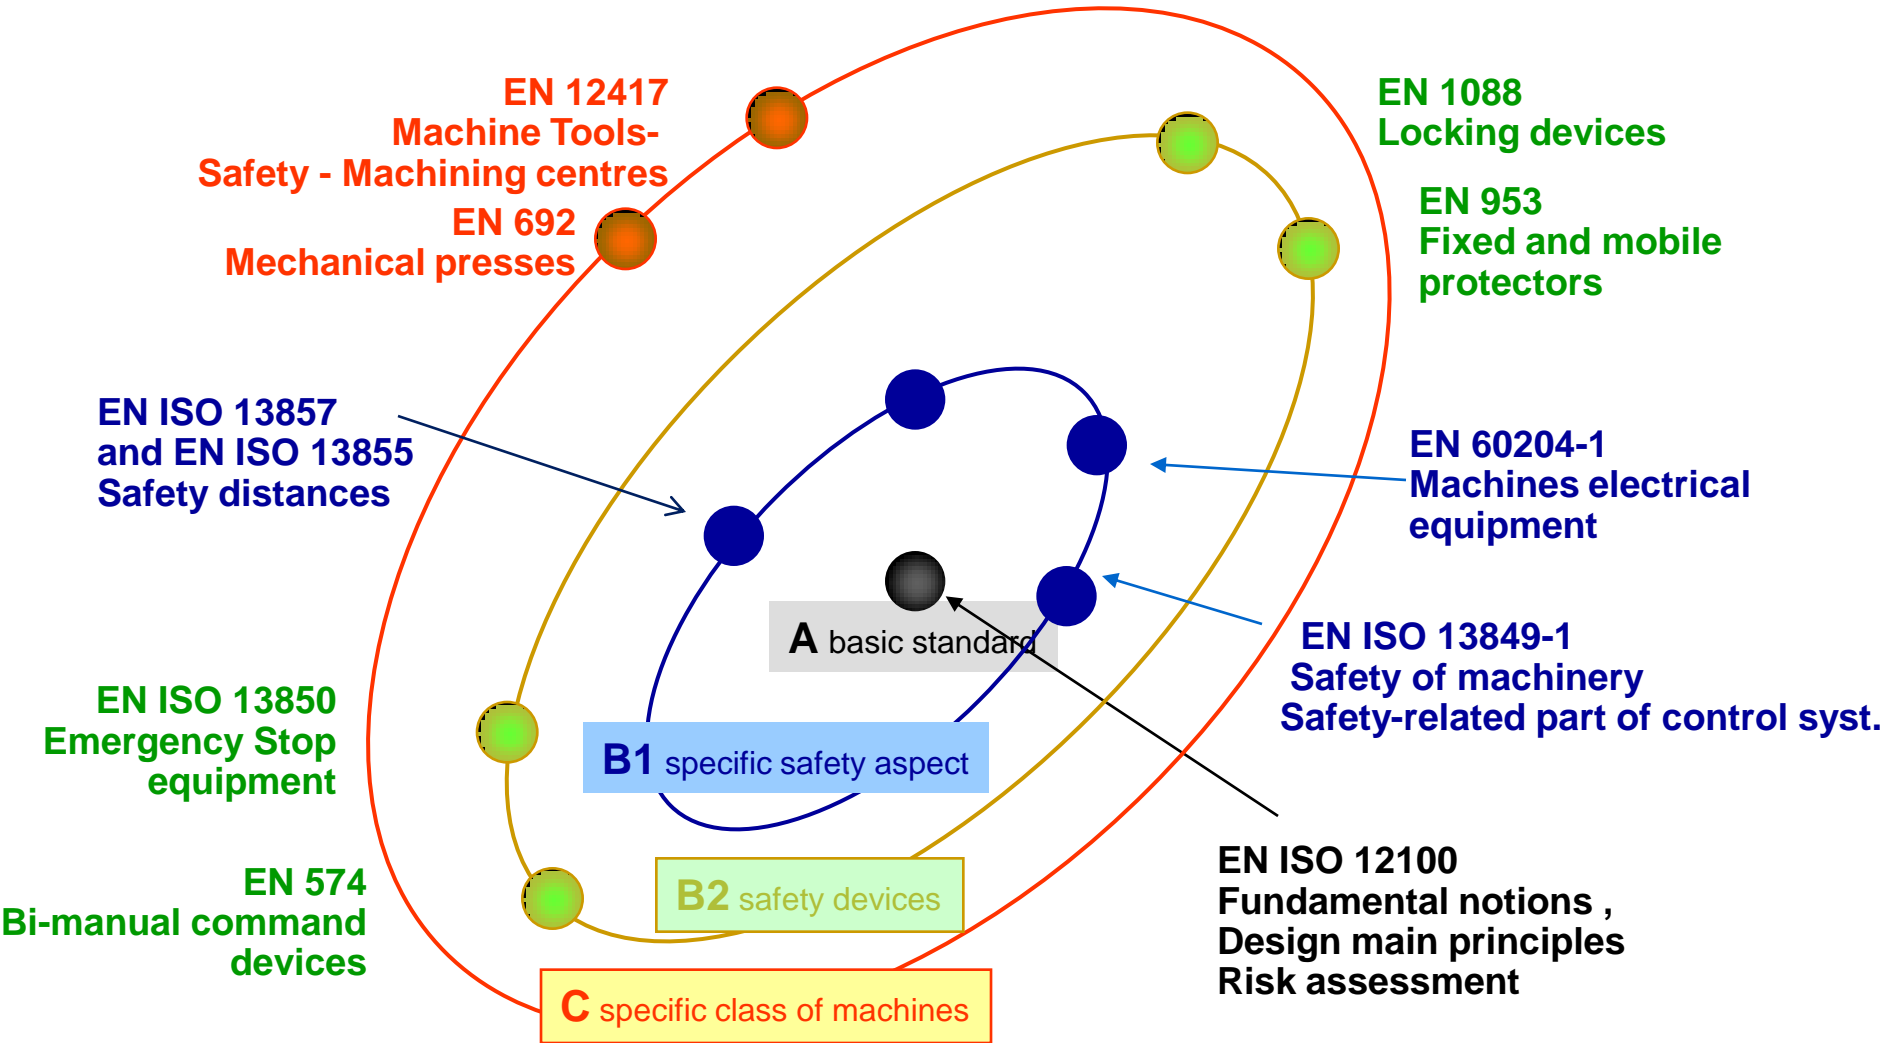 EN 12417
Machine Tools-
Safety - Machining centres
EN 692
Mechanical presses
EN 1088
Locking devices
EN 953
Fixed and mobile
protectors
EN ISO 13857
and EN ISO 13855
Safety distances
EN 60204-1
Machines electrical
equipment
A basic standard
EN ISO 13849-1
Safety of machinery
Safety-related part of control syst.
EN ISO 13850
Emergency Stop
equipment
B1 specific safety aspect
EN 574
Bi-manual command
devices
B2 safety devices
EN ISO 12100
Fundamental notions ,
Design main principles
Risk assessment
C specific class of machines